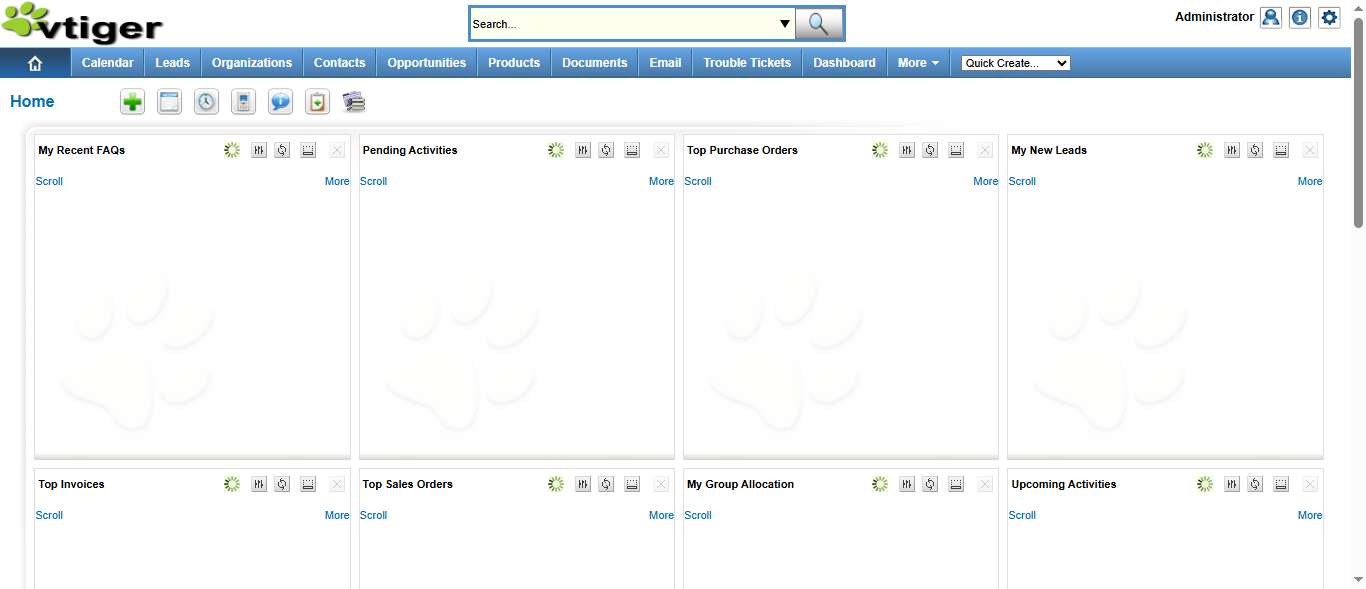 vtiger
Search...
Administrator
Calendar Leads Organizations Contacts Opportunities Products Documents Email Trouble Tickets Dashboard More Quick Create...
Home
My Recent FAQs
Scroll More
Pending Activities
Scroll More
Top Purchase Orders
Scroll More
My New Leads
Scroll More
Top Invoices
Scroll More
Top Sales Orders
Scroll More
My Group Allocation
Scroll
Upcoming Activities
Scroll More